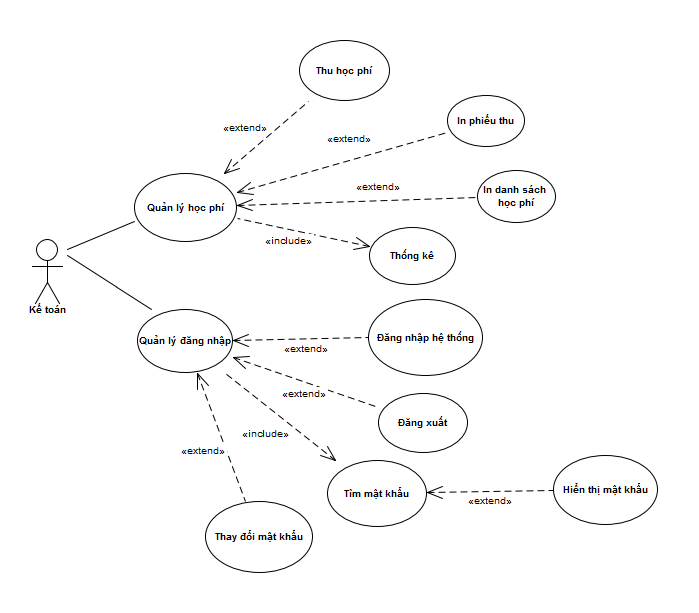 Thu học phí
«extend»
In phiếu thu
«extend»
«extend»
In danh sách
học phí
Quản lý học phí
«include»
Thống kê
Kế toán
Quản lý đăng nhập
Đăng nhập hệ thống
«extend»
«extend»
Đăng xuất
«include»
«extend»
Tìm mật khẩu
Hiển thị mật khẩu
«extend»
Thay đổi mật khẩu